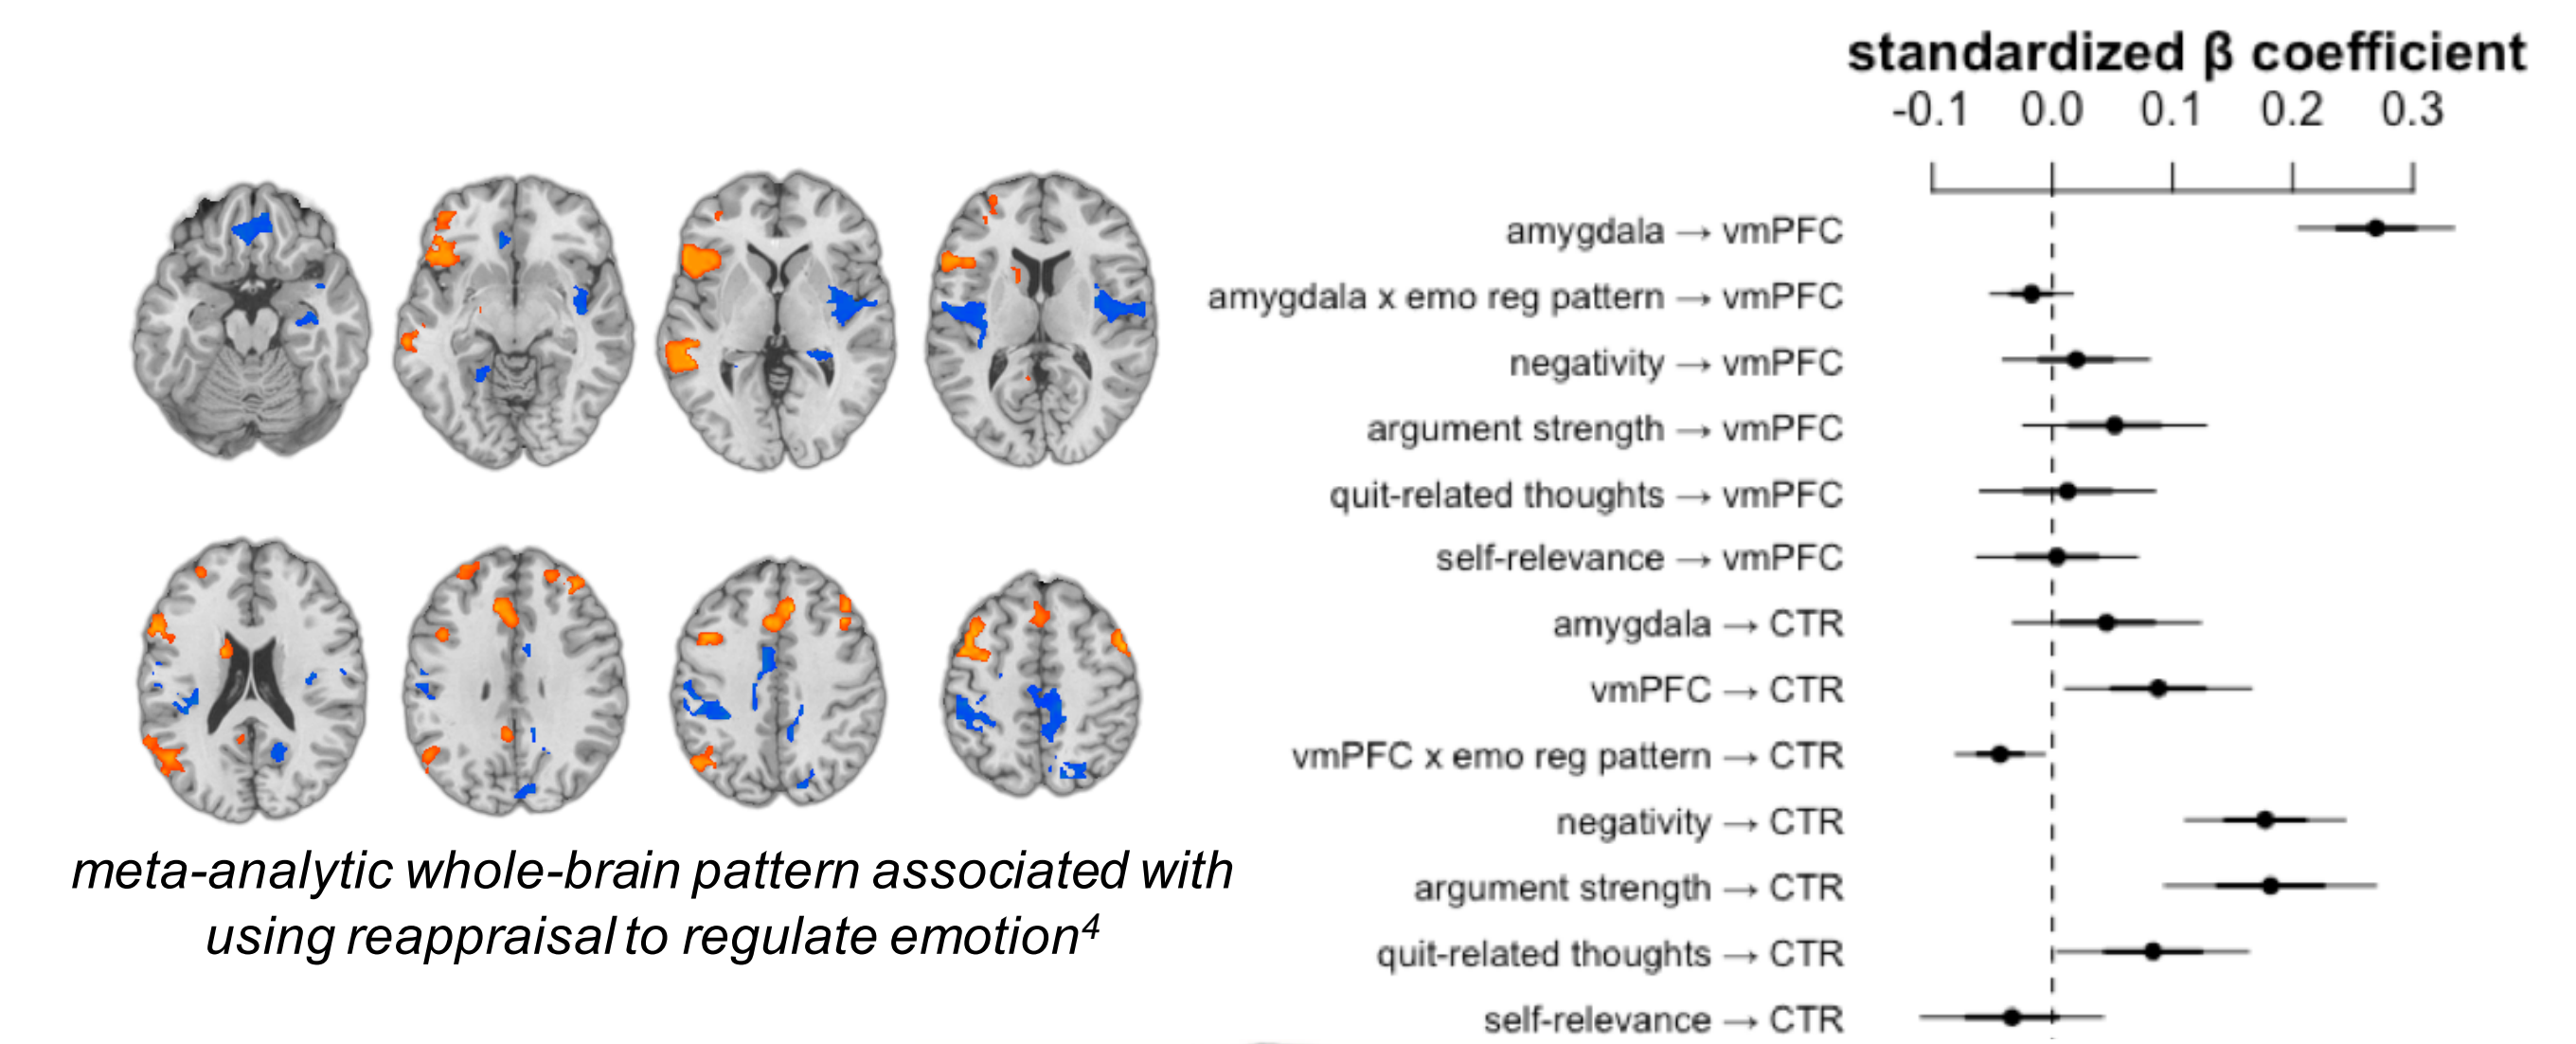 standardized β coefficient
-0.1 0.0 0.1 0.2 0.3
amygdala → vmPFC
amygdala x emo reg pattern → vmPFC
negativity → vmPFC
argument strength → vmPFC
quit-related thoughts → vmPFC
self-relevance → vmPFC
amygdala → CTR
vmPFC → CTR
vmPFC x emo reg pattern → CTR
negativity → CTR
argument strength → CTR
quit-related thoughts → CTR
self-relevance → CTR
meta-analytic whole-brain pattern associated with
using reappraisal to regulate emotion⁴